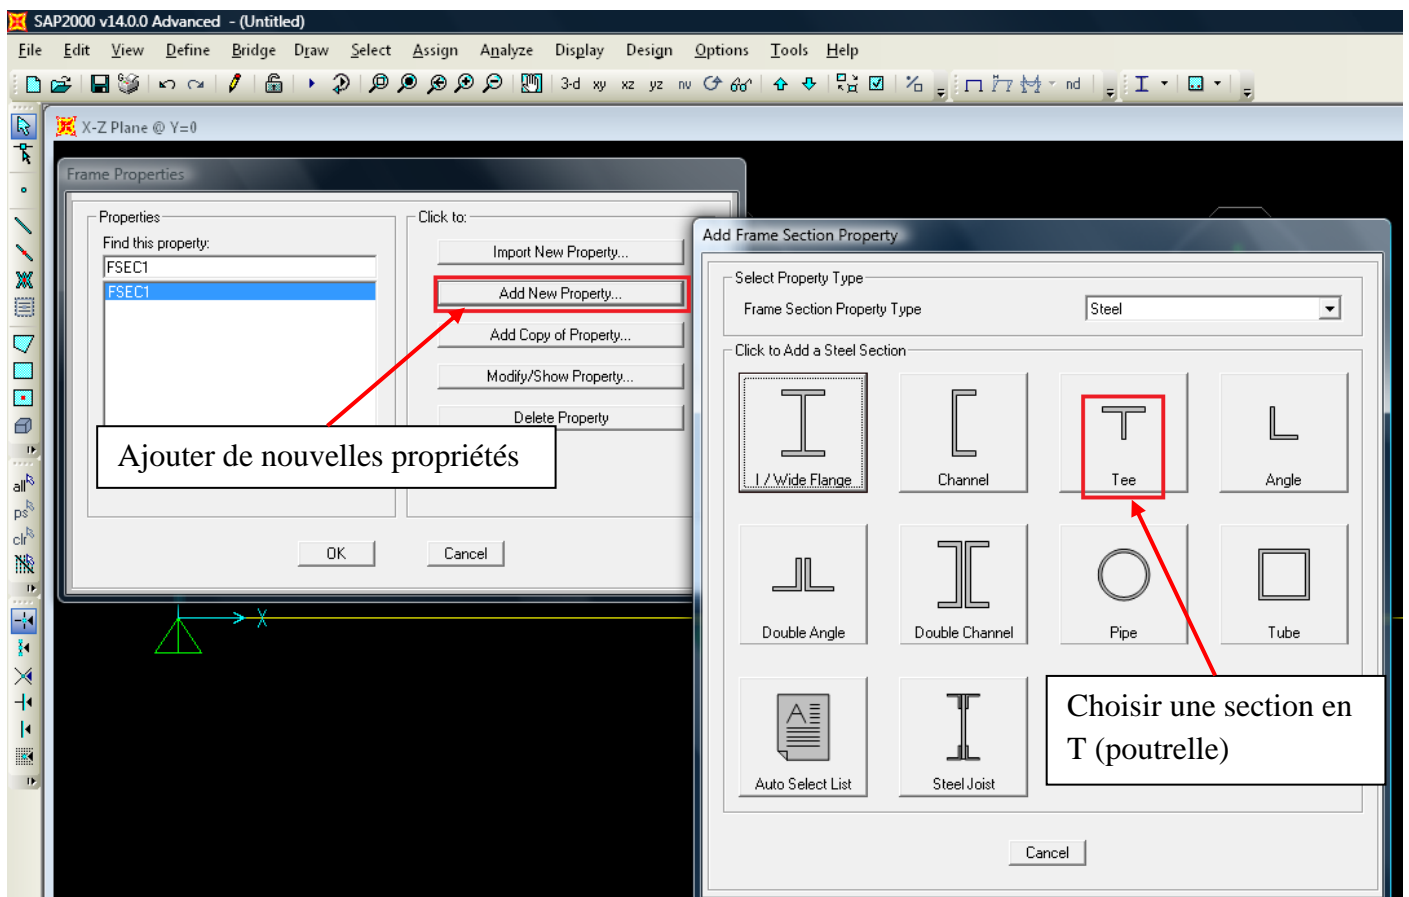 SAP2000 v14.0.0 Advanced - (Untitled)
File Edit View Define Bridge Draw Select Assign Analyze Display Design Options Tools Help
3-d xy xz yz nv nd
X-Z Plane @ Y=0
Frame Properties
Properties
Find this property:
FSEC1
FSEC1
Click to:
Import New Property...
Add New Property...
Add Copy of Property...
Modify/Show Property...
Delete Property
Ajouter de nouvelles propriétés
OK Cancel
Add Frame Section Property
Select Property Type
Frame Section Property Type Steel
Click to Add a Steel Section
I / Wide Flange Channel Tee Angle
Double Angle Double Channel Pipe Tube
Auto Select List Steel Joist
Choisir une section en
T (poutrelle)
Cancel
all
ps
clr
X